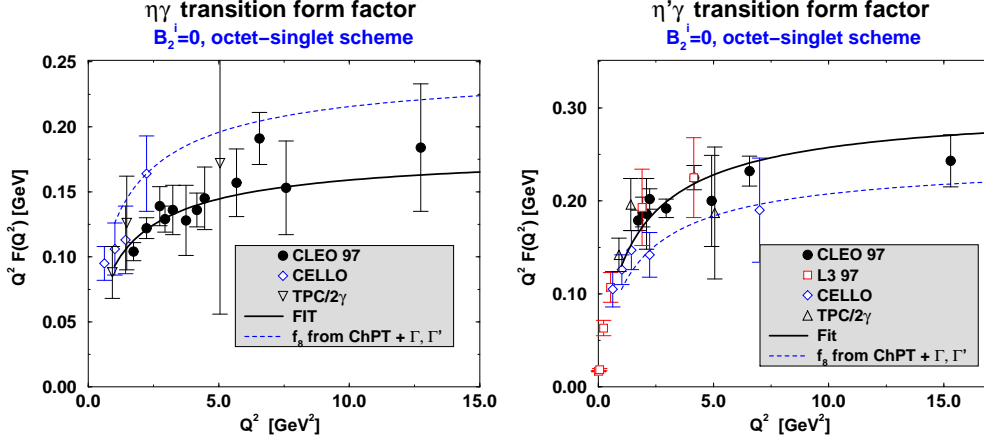 ηγ transition form factor
B₂ⁱ=0, octet−singlet scheme
0.25
0.20
0.15
0.10
0.05
0.00
Q² F(Q²) [GeV]
CLEO 97
CELLO
TPC/2γ
FIT
f₈ from ChPT + Γ, Γ'
0.0 5.0 10.0 15.0
Q² [GeV²]
η'γ transition form factor
B₂ⁱ=0, octet−singlet scheme
0.30
0.20
0.10
0.00
Q² F(Q²) [GeV]
CLEO 97
L3 97
CELLO
TPC/2γ
Fit
f₈ from ChPT + Γ, Γ'
0.0 5.0 10.0 15.0
Q² [GeV²]